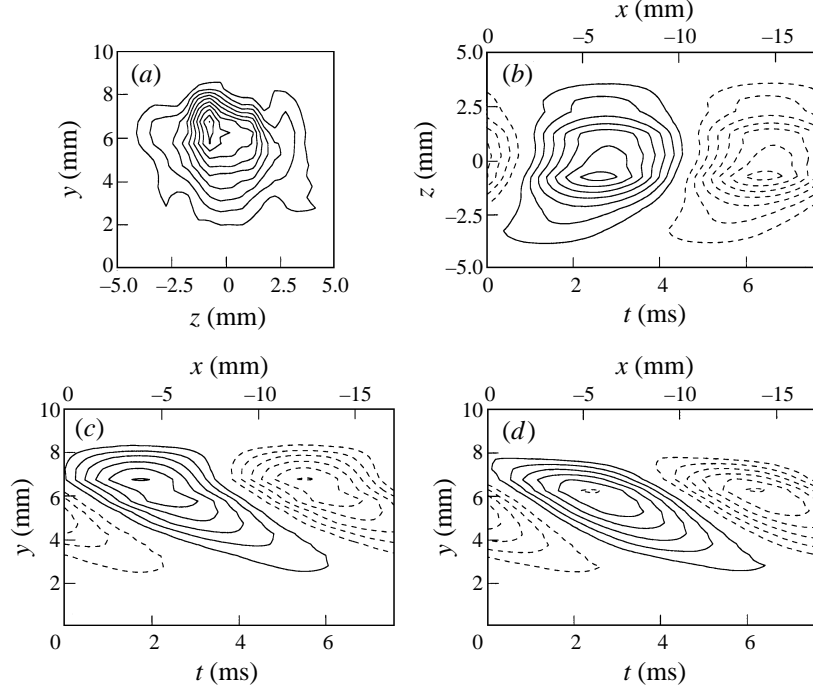 x (mm)
10
(a)
8
6
4
2
0
y (mm)
–5.0 –2.5 0 2.5 5.0
z (mm)
0 –5 –10 –15
5.0
(b)
2.5
0
–2.5
–5.0
z (mm)
0 2 4 6
t (ms)
x (mm)
0 –5 –10 –15
10
(c)
8
6
4
2
0
y (mm)
2 4 6
t (ms)
x (mm)
0 –5 –10 –15
10
(d)
8
6
4
2
y (mm)
0 2 4 6
t (ms)